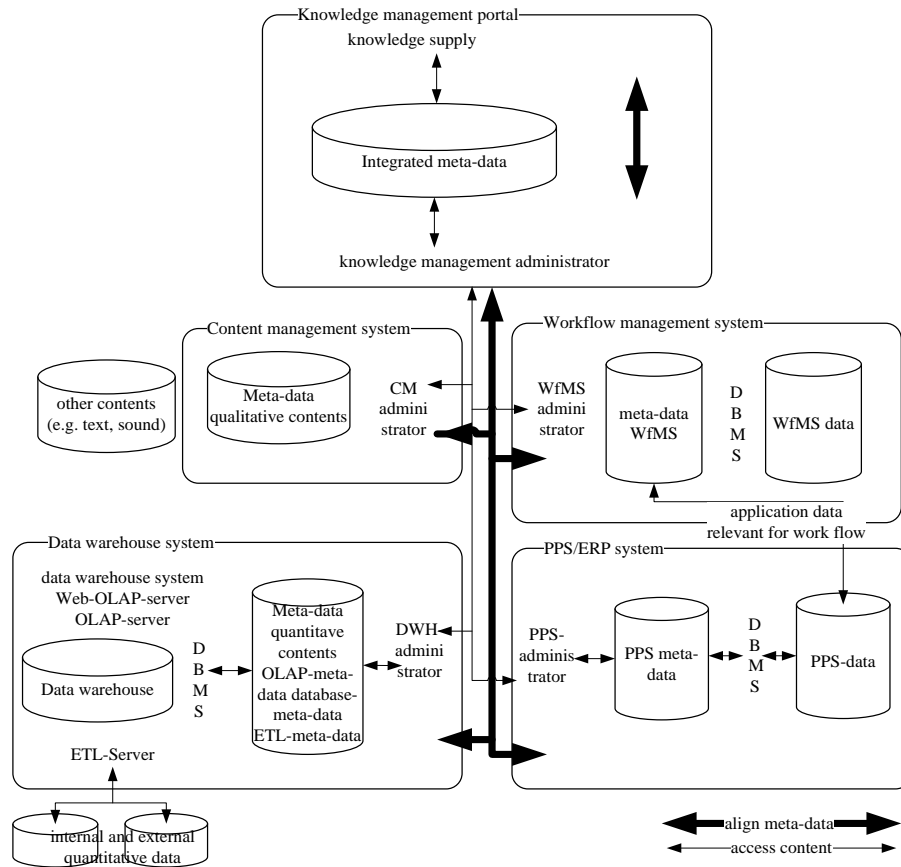 Knowledge management portal
knowledge supply
Integrated meta-data
knowledge management administrator
Content management system
Meta-data
qualitative contents
CM
admini
strator
other contents
(e.g. text, sound)
Workflow management system
WfMS
admini
strator
meta-data
WfMS
D
B
M
S
WfMS data
application data
relevant for work flow
Data warehouse system
data warehouse system
Web-OLAP-server
OLAP-server
Data warehouse
D
B
M
S
Meta-data
quantitave
contents
OLAP-meta-
data database-
meta-data
ETL-meta-data
DWH
admini
strator
ETL-Server
internal and external
quantitative data
PPS/ERP system
PPS-
adminis
trator
PPS meta-
data
D
B
M
S
PPS-data
align meta-data
access content